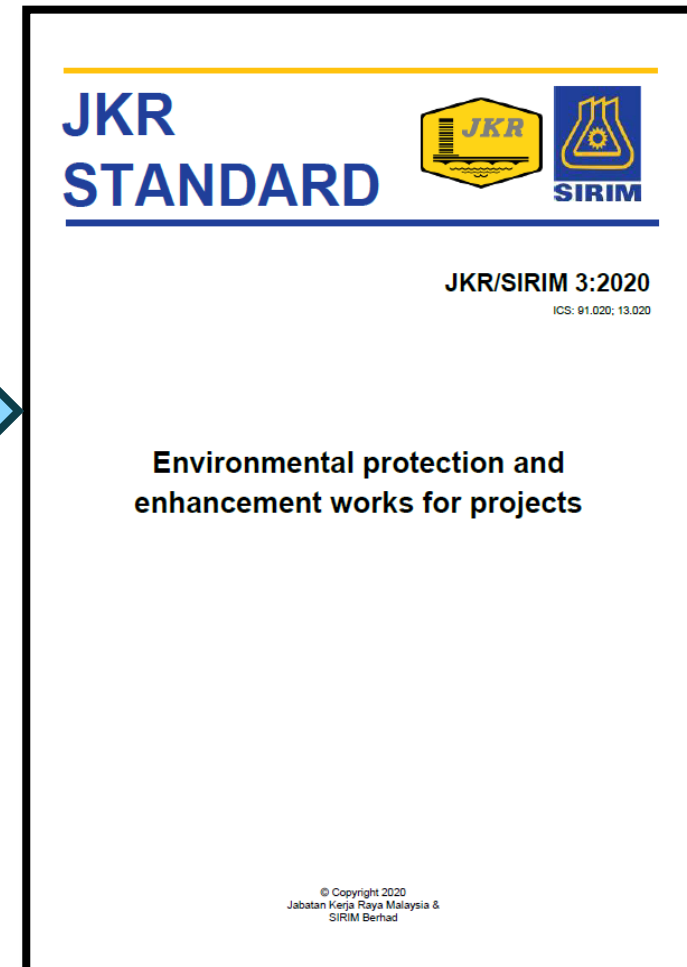 JKR
STANDARD
JKR
SIRIM
JKR/SIRIM 3:2020
ICS: 91.020; 13.020
Environmental protection and
enhancement works for projects
© Copyright 2020
Jabatan Kerja Raya Malaysia &
SIRIM Berhad